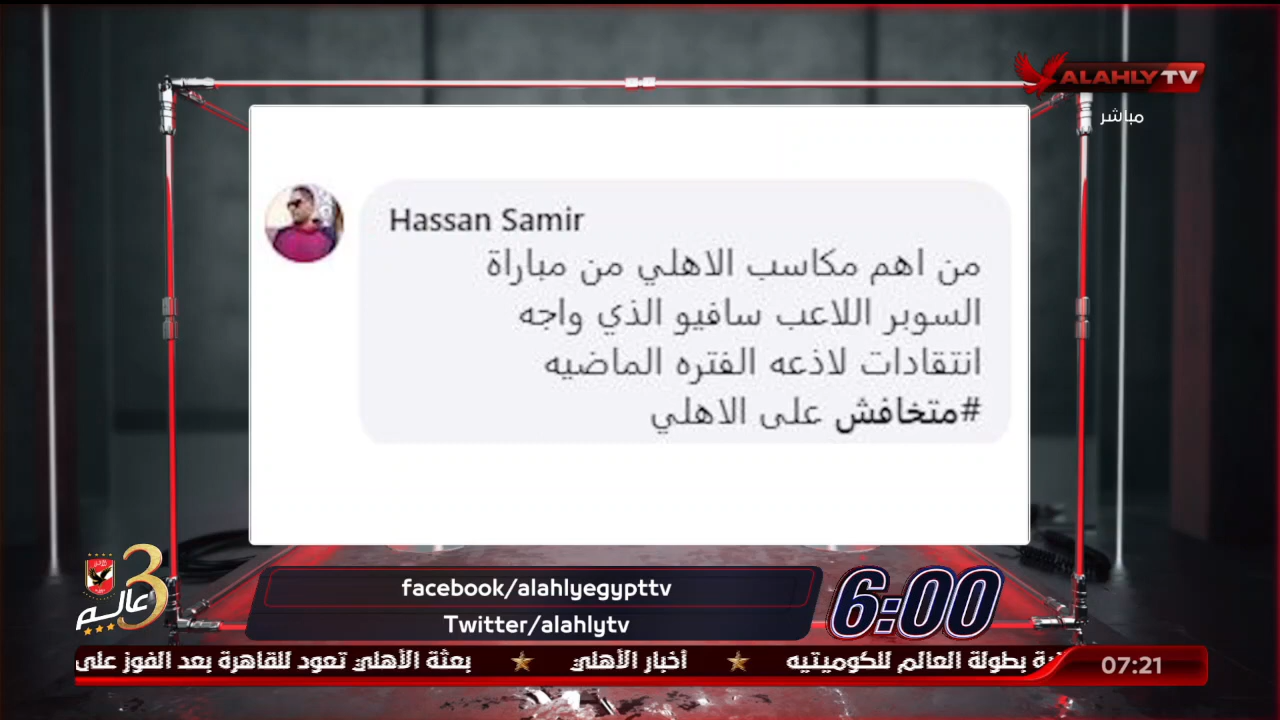 ALAHLY TV
مباشر
Hassan Samir
من اهم مكاسب الاهلي من مباراة
السوبر اللاعب سافيو الذي واجه
انتقادات لاذعه الفتره الماضيه
#متخافش على الاهلي
3
عالم
facebook/alahlyegypttv
Twitter/alahlytv
6:00
بطولة العالم للكوميتيه ★ أخبار الأهلي ★ بعثة الأهلي تعود للقاهرة بعد الفوز على
07:21